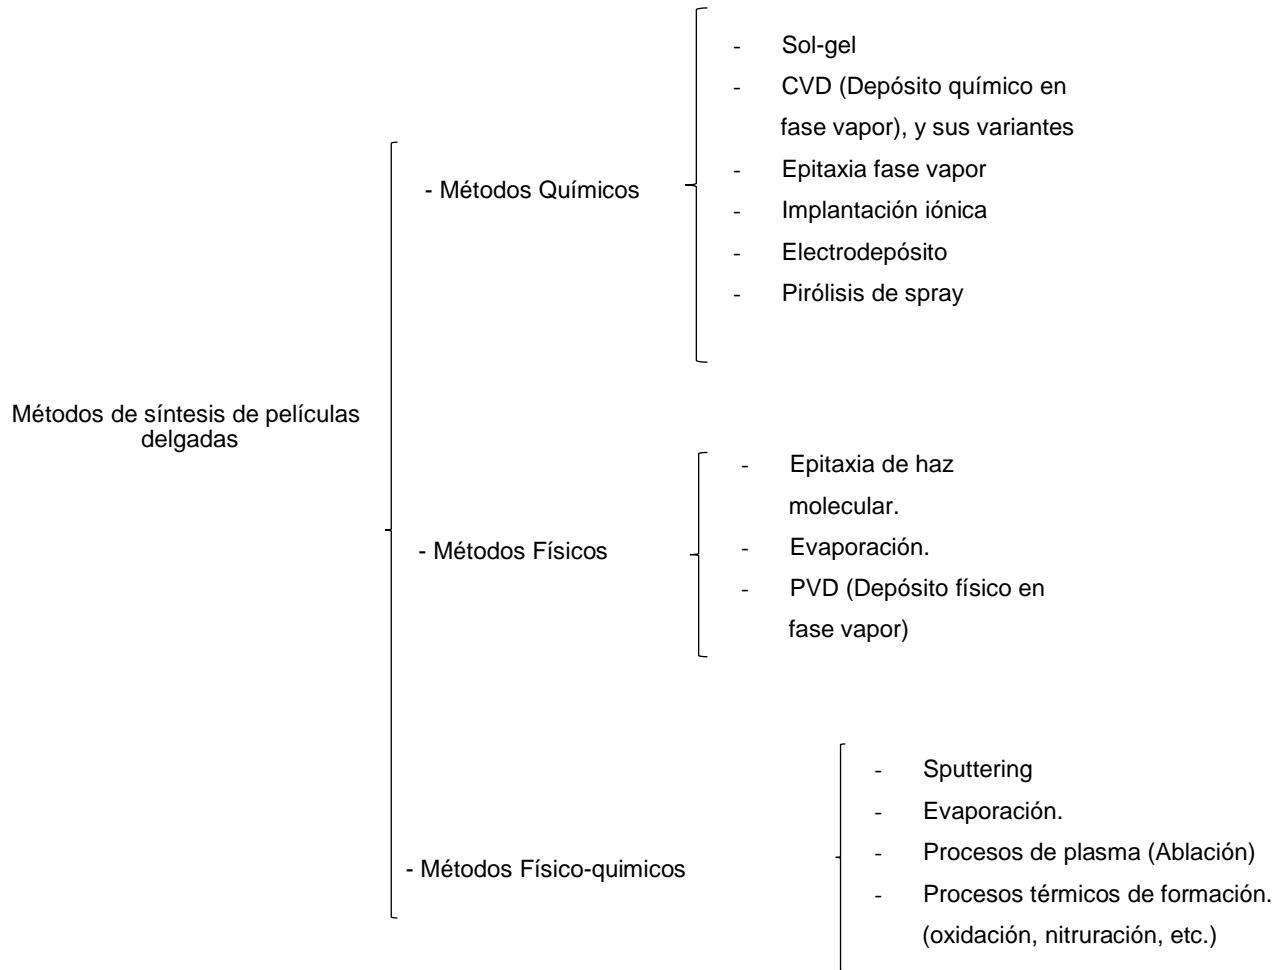 Métodos de síntesis de películas
delgadas
- Métodos Químicos
- Sol-gel
- CVD (Depósito químico en
fase vapor), y sus variantes
- Epitaxia fase vapor
- Implantación iónica
- Electrodepósito
- Pirólisis de spray
- Métodos Físicos
- Epitaxia de haz
molecular.
- Evaporación.
- PVD (Depósito físico en
fase vapor)
- Métodos Físico-quimicos
- Sputtering
- Evaporación.
- Procesos de plasma (Ablación)
- Procesos térmicos de formación.
(oxidación, nitruración, etc.)